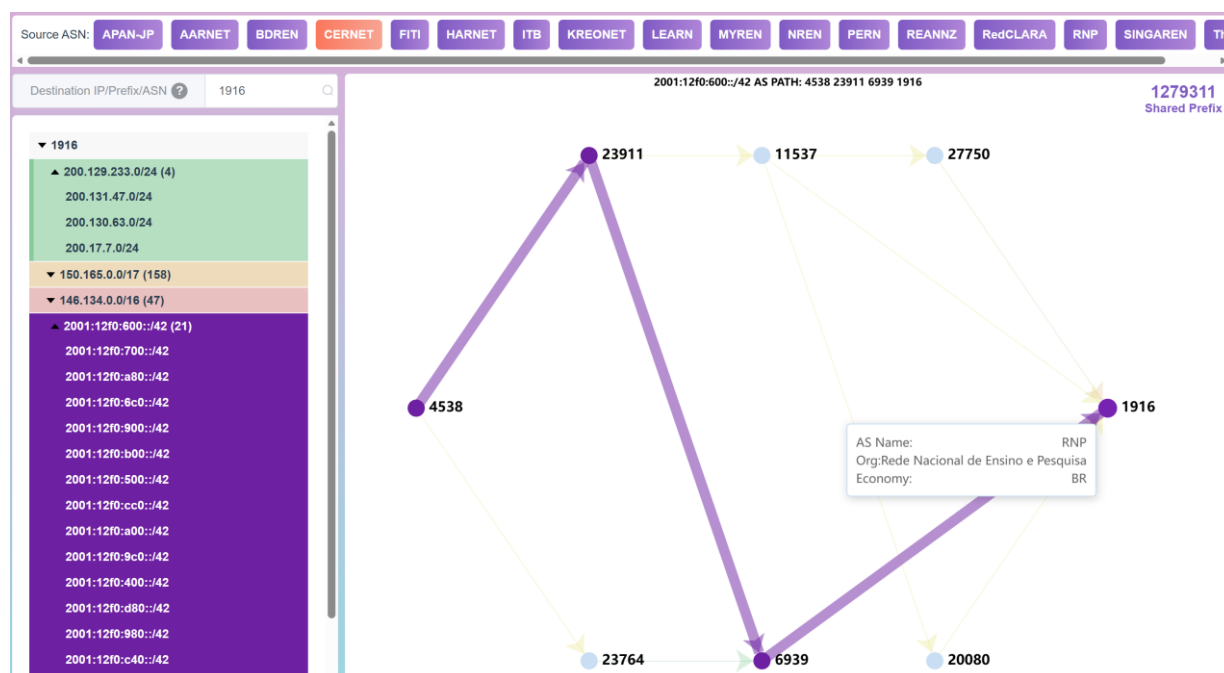 Source ASN: APAN-JP AARNET BDREN CERNET FITI HARNET ITB KREONET LEARN MYREN NREN PERN REANNZ RedCLARA RNP SINGAREN
Destination IP/Prefix/ASN ? 1916
2001:12f0:600::/42 AS PATH: 4538 23911 6939 1916
1279311
Shared Prefix
1916
200.129.233.0/24 (4)
200.131.47.0/24
200.130.63.0/24
200.17.7.0/24
150.165.0.0/17 (158)
146.134.0.0/16 (47)
2001:12f0:600::/42 (21)
2001:12f0:700::/42
2001:12f0:a80::/42
2001:12f0:6c0::/42
2001:12f0:900::/42
2001:12f0:b00::/42
2001:12f0:500::/42
2001:12f0:cc0::/42
2001:12f0:a00::/42
2001:12f0:9c0::/42
2001:12f0:400::/42
2001:12f0:d80::/42
2001:12f0:980::/42
2001:12f0:c40::/42
23911 11537 27750
4538 1916
AS Name: RNP
Org:Rede Nacional de Ensino e Pesquisa
Economy: BR
23764 6939 20080